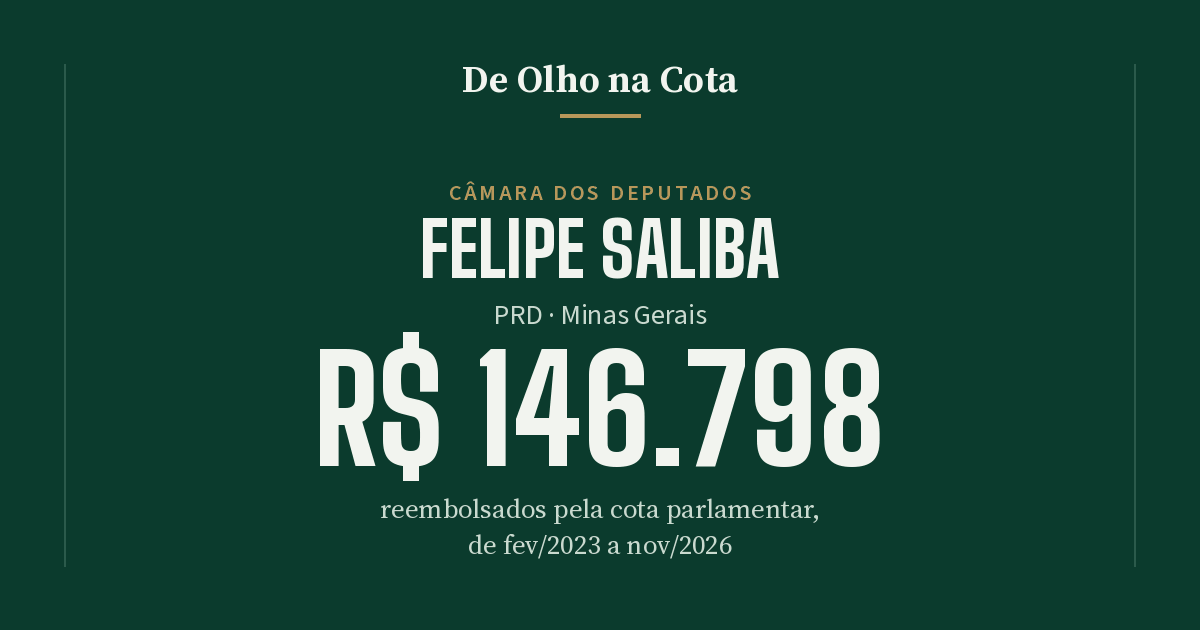 De Olho na Cota
CÂMARA DOS DEPUTADOS
FELIPE SALIBA
PRD · Minas Gerais
R$ 146.798
reembolsados pela cota parlamentar,
de fev/2023 a nov/2026